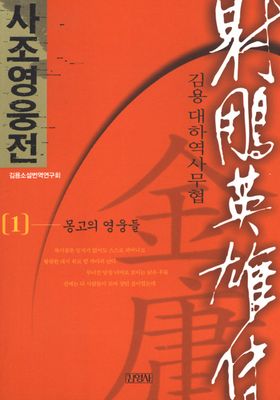 사조영웅전
김용소설번역연구회
射鵰英雄傳
김용 대하역사무협
[1] 몽고의 영웅들
金庸
김영사